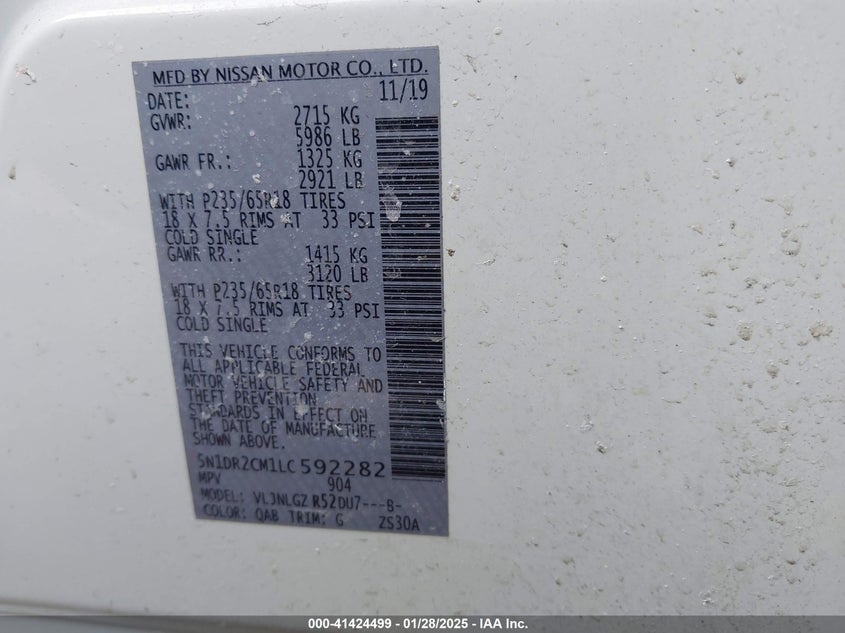 MFD BY NISSAN MOTOR CO., LTD.
DATE: 11/19
GVWR: 2715 KG
5986 LB
GAWR FR.: 1325 KG
2921 LB
WITH P235/65R18 TIRES
18 X 7.5 RIMS AT 33 PSI
COLD SINGLE
GAWR RR.: 1415 KG
3120 LB
WITH P235/65R18 TIRES
18 X 7.5 RIMS AT 33 PSI
COLD SINGLE
THIS VEHICLE CONFORMS TO
ALL APPLICABLE FEDERAL
MOTOR VEHICLE SAFETY AND
THEFT PREVENTION
STANDARDS IN EFFECT ON
THE DATE OF MANUFACTURE
SHOWN ABOVE.
5N1DR2CM1LC592282
MPV 904
MODEL: VLJNLGZ R52DU7---B-
COLOR: QAB TRIM: G ZS30A
000-41424499 — 01/28/2025 — IAA Inc.